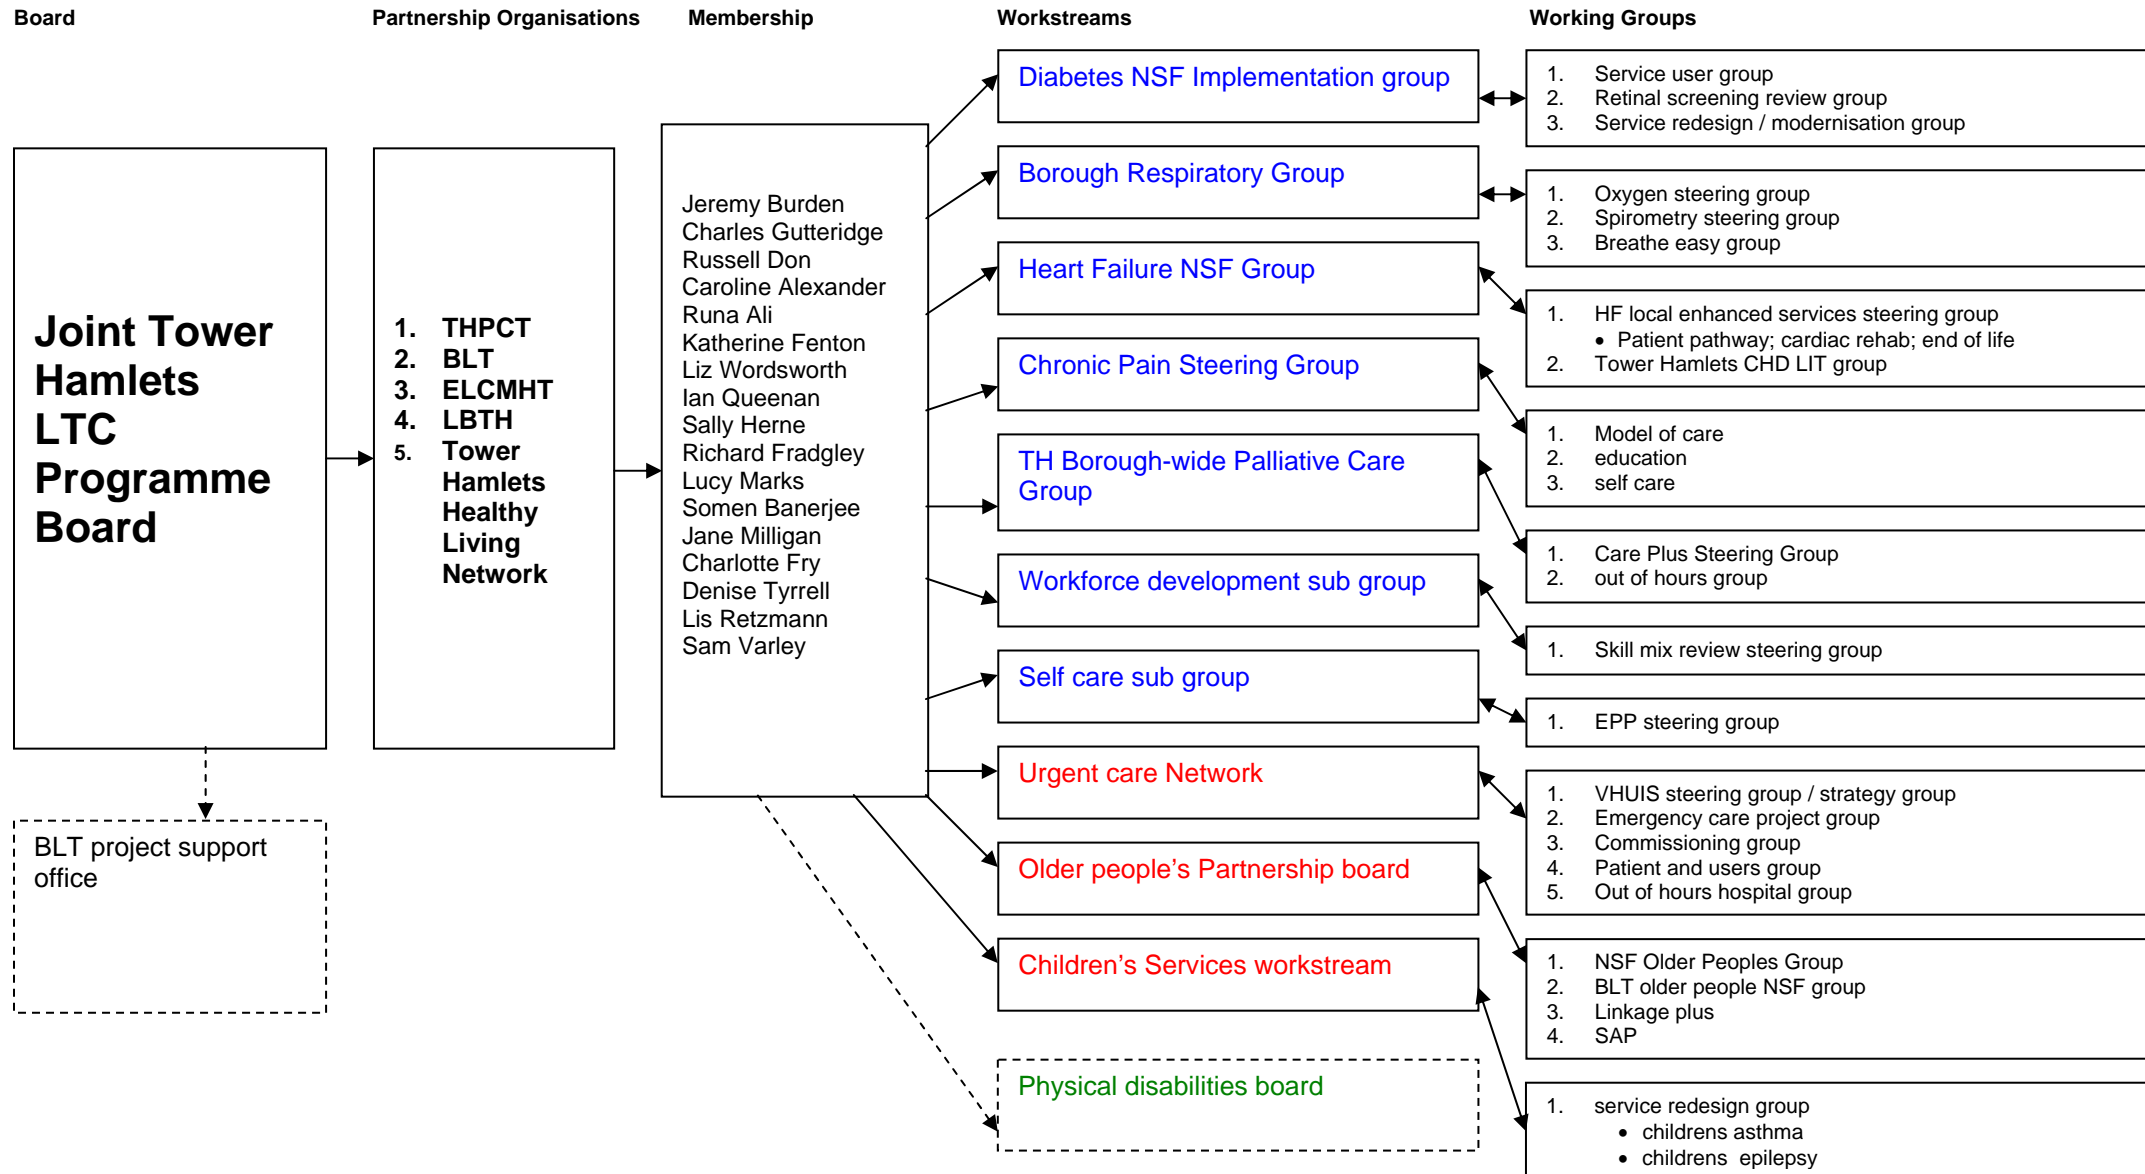 Board
Partnership Organisations
Membership
Workstreams
Working Groups
Joint Tower
Hamlets
LTC
Programme
Board
BLT project support
office
1. THPCT
2. BLT
3. ELCMHT
4. LBTH
5. Tower
Hamlets
Healthy
Living
Network
Jeremy Burden
Charles Gutteridge
Russell Don
Caroline Alexander
Runa Ali
Katherine Fenton
Liz Wordsworth
Ian Queenan
Sally Herne
Richard Fradgley
Lucy Marks
Somen Banerjee
Jane Milligan
Charlotte Fry
Denise Tyrrell
Lis Retzmann
Sam Varley
Diabetes NSF Implementation group
Borough Respiratory Group
Heart Failure NSF Group
Chronic Pain Steering Group
TH Borough-wide Palliative Care
Group
Workforce development sub group
Self care sub group
Urgent care Network
Older people’s Partnership board
Children’s Services workstream
Physical disabilities board
1. Service user group
2. Retinal screening review group
3. Service redesign / modernisation group
1. Oxygen steering group
2. Spirometry steering group
3. Breathe easy group
1. HF local enhanced services steering group
• Patient pathway; cardiac rehab; end of life
2. Tower Hamlets CHD LIT group
1. Model of care
2. education
3. self care
1. Care Plus Steering Group
2. out of hours group
1. Skill mix review steering group
1. EPP steering group
1. VHUIS steering group / strategy group
2. Emergency care project group
3. Commissioning group
4. Patient and users group
5. Out of hours hospital group
1. NSF Older Peoples Group
2. BLT older people NSF group
3. Linkage plus
4. SAP
1. service redesign group
• childrens asthma
• childrens epilepsy